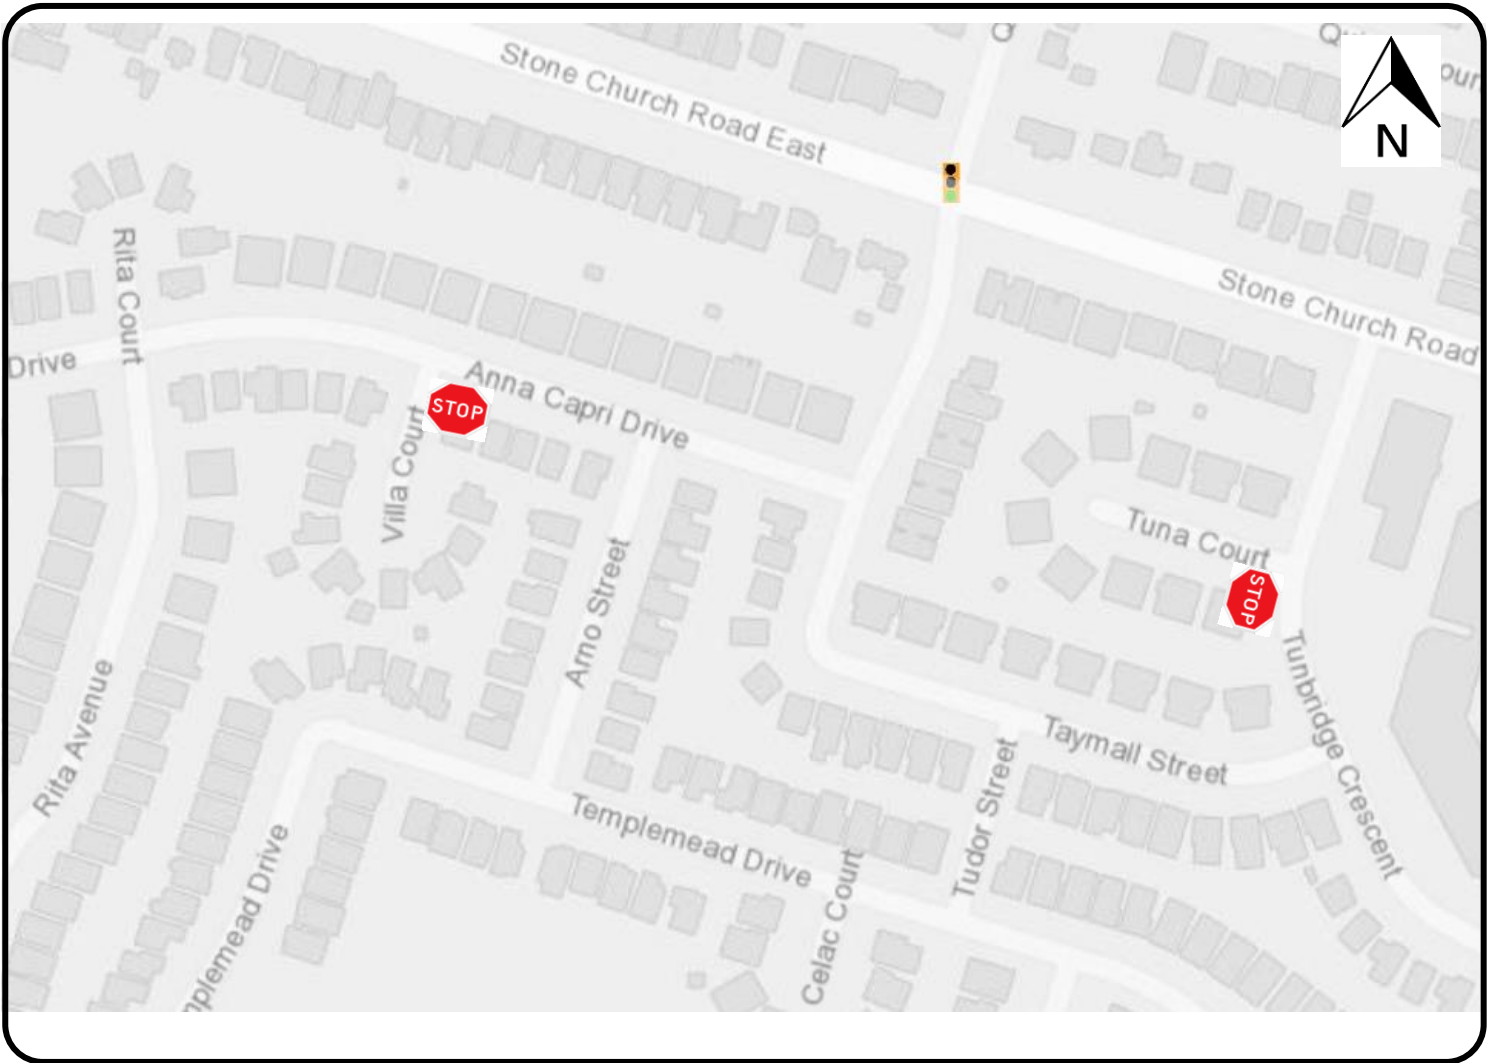 Stone Church Road East
N
Rita Court
Stone Church Road
Drive
Anna Capri Drive
STOP
Villa Court
Tuna Court
Arno Street
STOP
Rita Avenue
Tunbridge Crescent
Taymall Street
Tudor Street
Templemead Drive
mplemead Drive
Celac Court